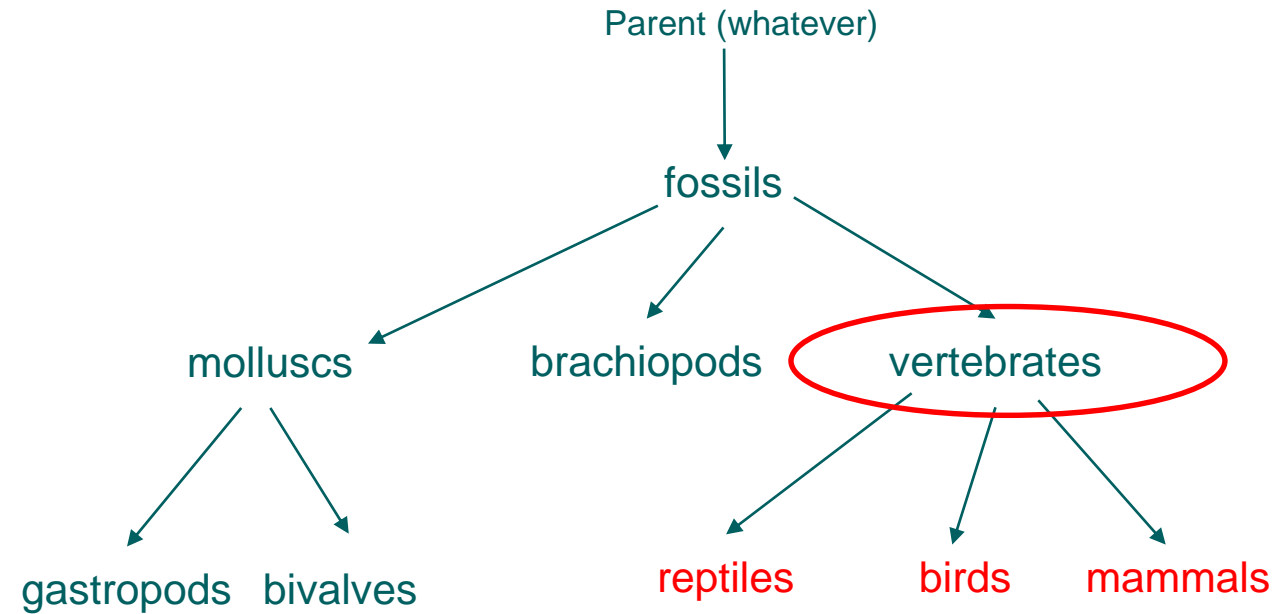 Parent (whatever)
fossils
molluscs
brachiopods
vertebrates
gastropods
bivalves
reptiles
birds
mammals